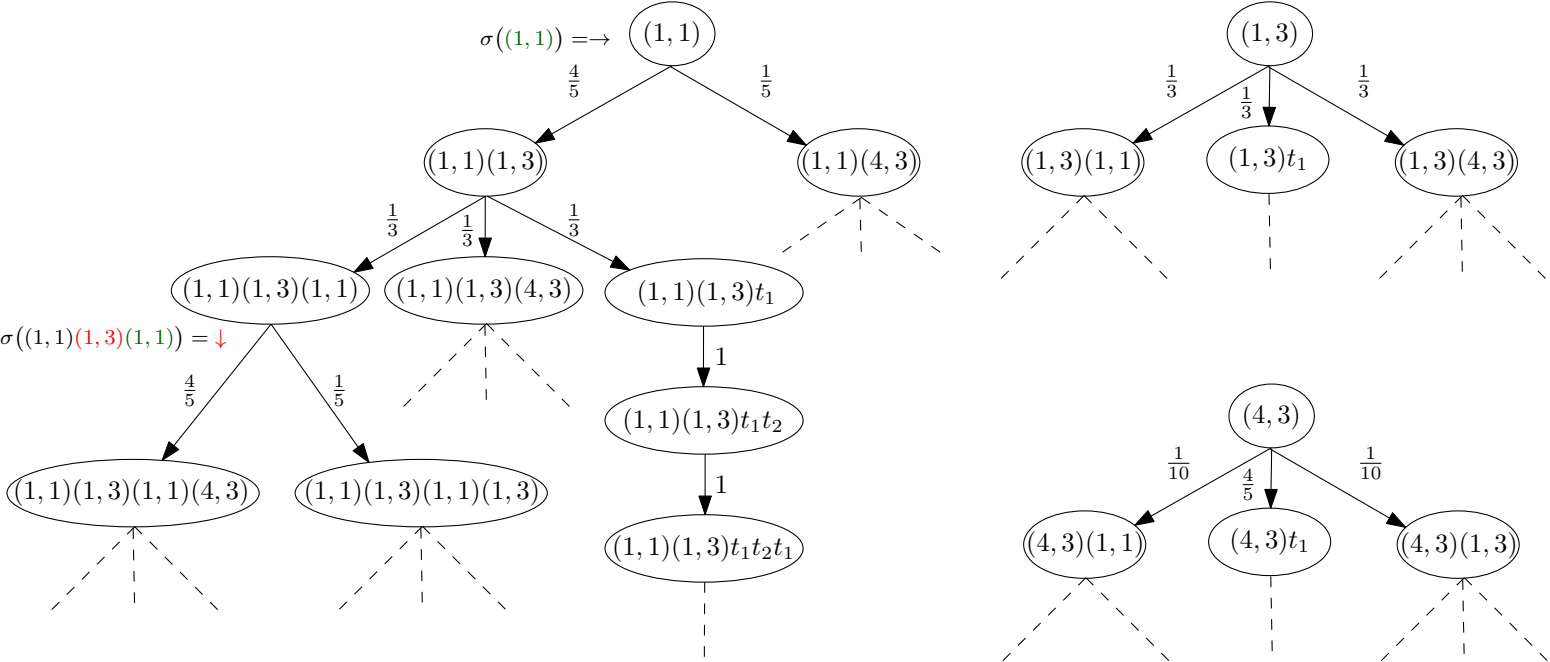 σ((1,1)) =→ (1,1) (1,3)
4/5 1/5 1/3 1/3 1/3
(1,1)(1,3) (1,1)(4,3) (1,3)(1,1) (1,3)t₁ (1,3)(4,3)
1/3 1/3 1/3
(1,1)(1,3)(1,1) (1,1)(1,3)(4,3) (1,1)(1,3)t₁
σ((1,1)(1,3)(1,1)) = ↓
1
4/5 1/5
(1,1)(1,3)t₁t₂ (4,3)
1 1/10 4/5 1/10
(1,1)(1,3)(1,1)(4,3) (1,1)(1,3)(1,1)(1,3)
(1,1)(1,3)t₁t₂t₁ (4,3)(1,1) (4,3)t₁ (4,3)(1,3)